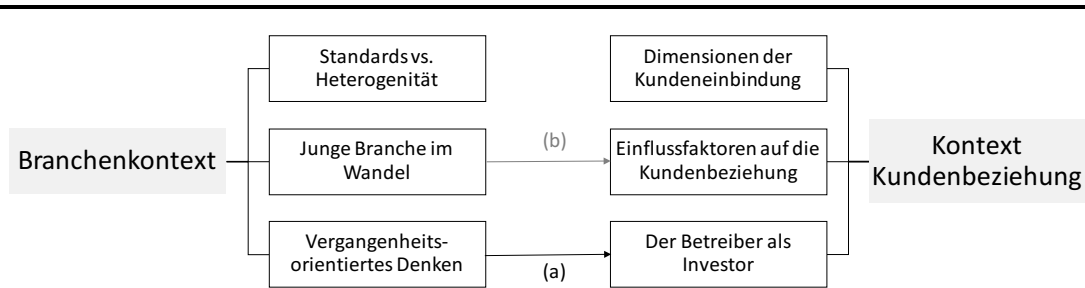 Branchenkontext
Standards vs.
Heterogenität
Junge Branche im
Wandel
Vergangenheits-
orientiertes Denken
(b)
(a)
Dimensionen der
Kundeneinbindung
Einflussfaktoren auf die
Kundenbeziehung
Der Betreiber als
Investor
Kontext
Kundenbeziehung